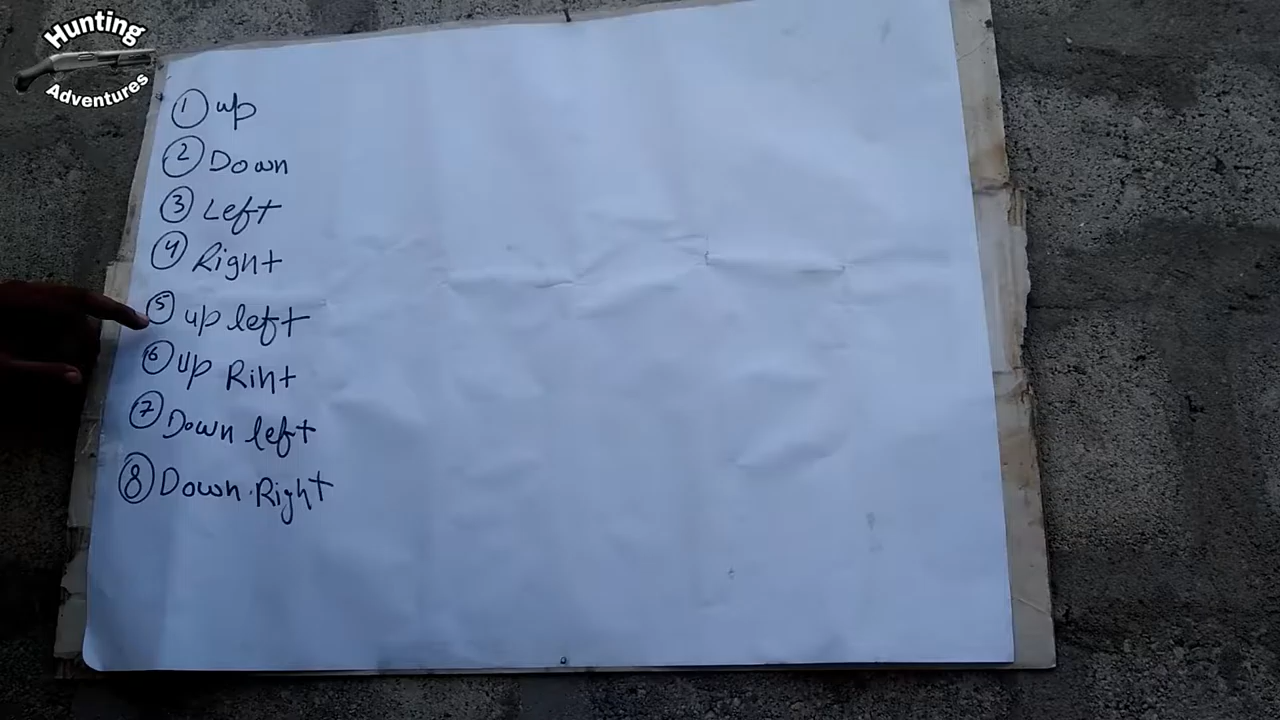 Hunting
Adventures
① up
② Down
③ Left
④ Right
⑤ up left
⑥ up Riht
⑦ Down left
⑧ Down Right